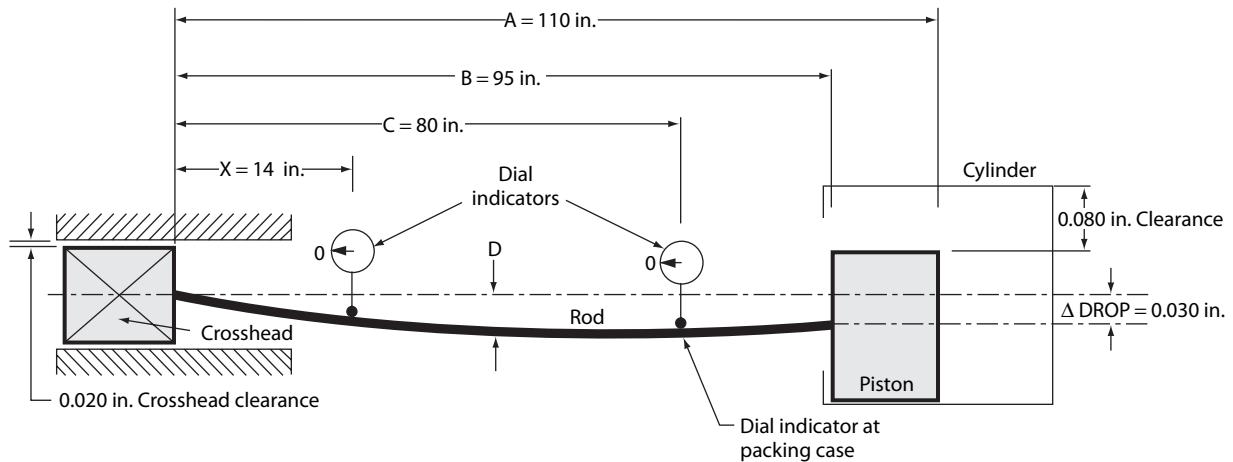 A = 110 in.
B = 95 in.
C = 80 in.
X = 14 in.
Dial
indicators
Cylinder
0.080 in. Clearance
0
D
0
Rod
Δ DROP = 0.030 in.
Crosshead
Piston
0.020 in. Crosshead clearance
Dial indicator at
packing case